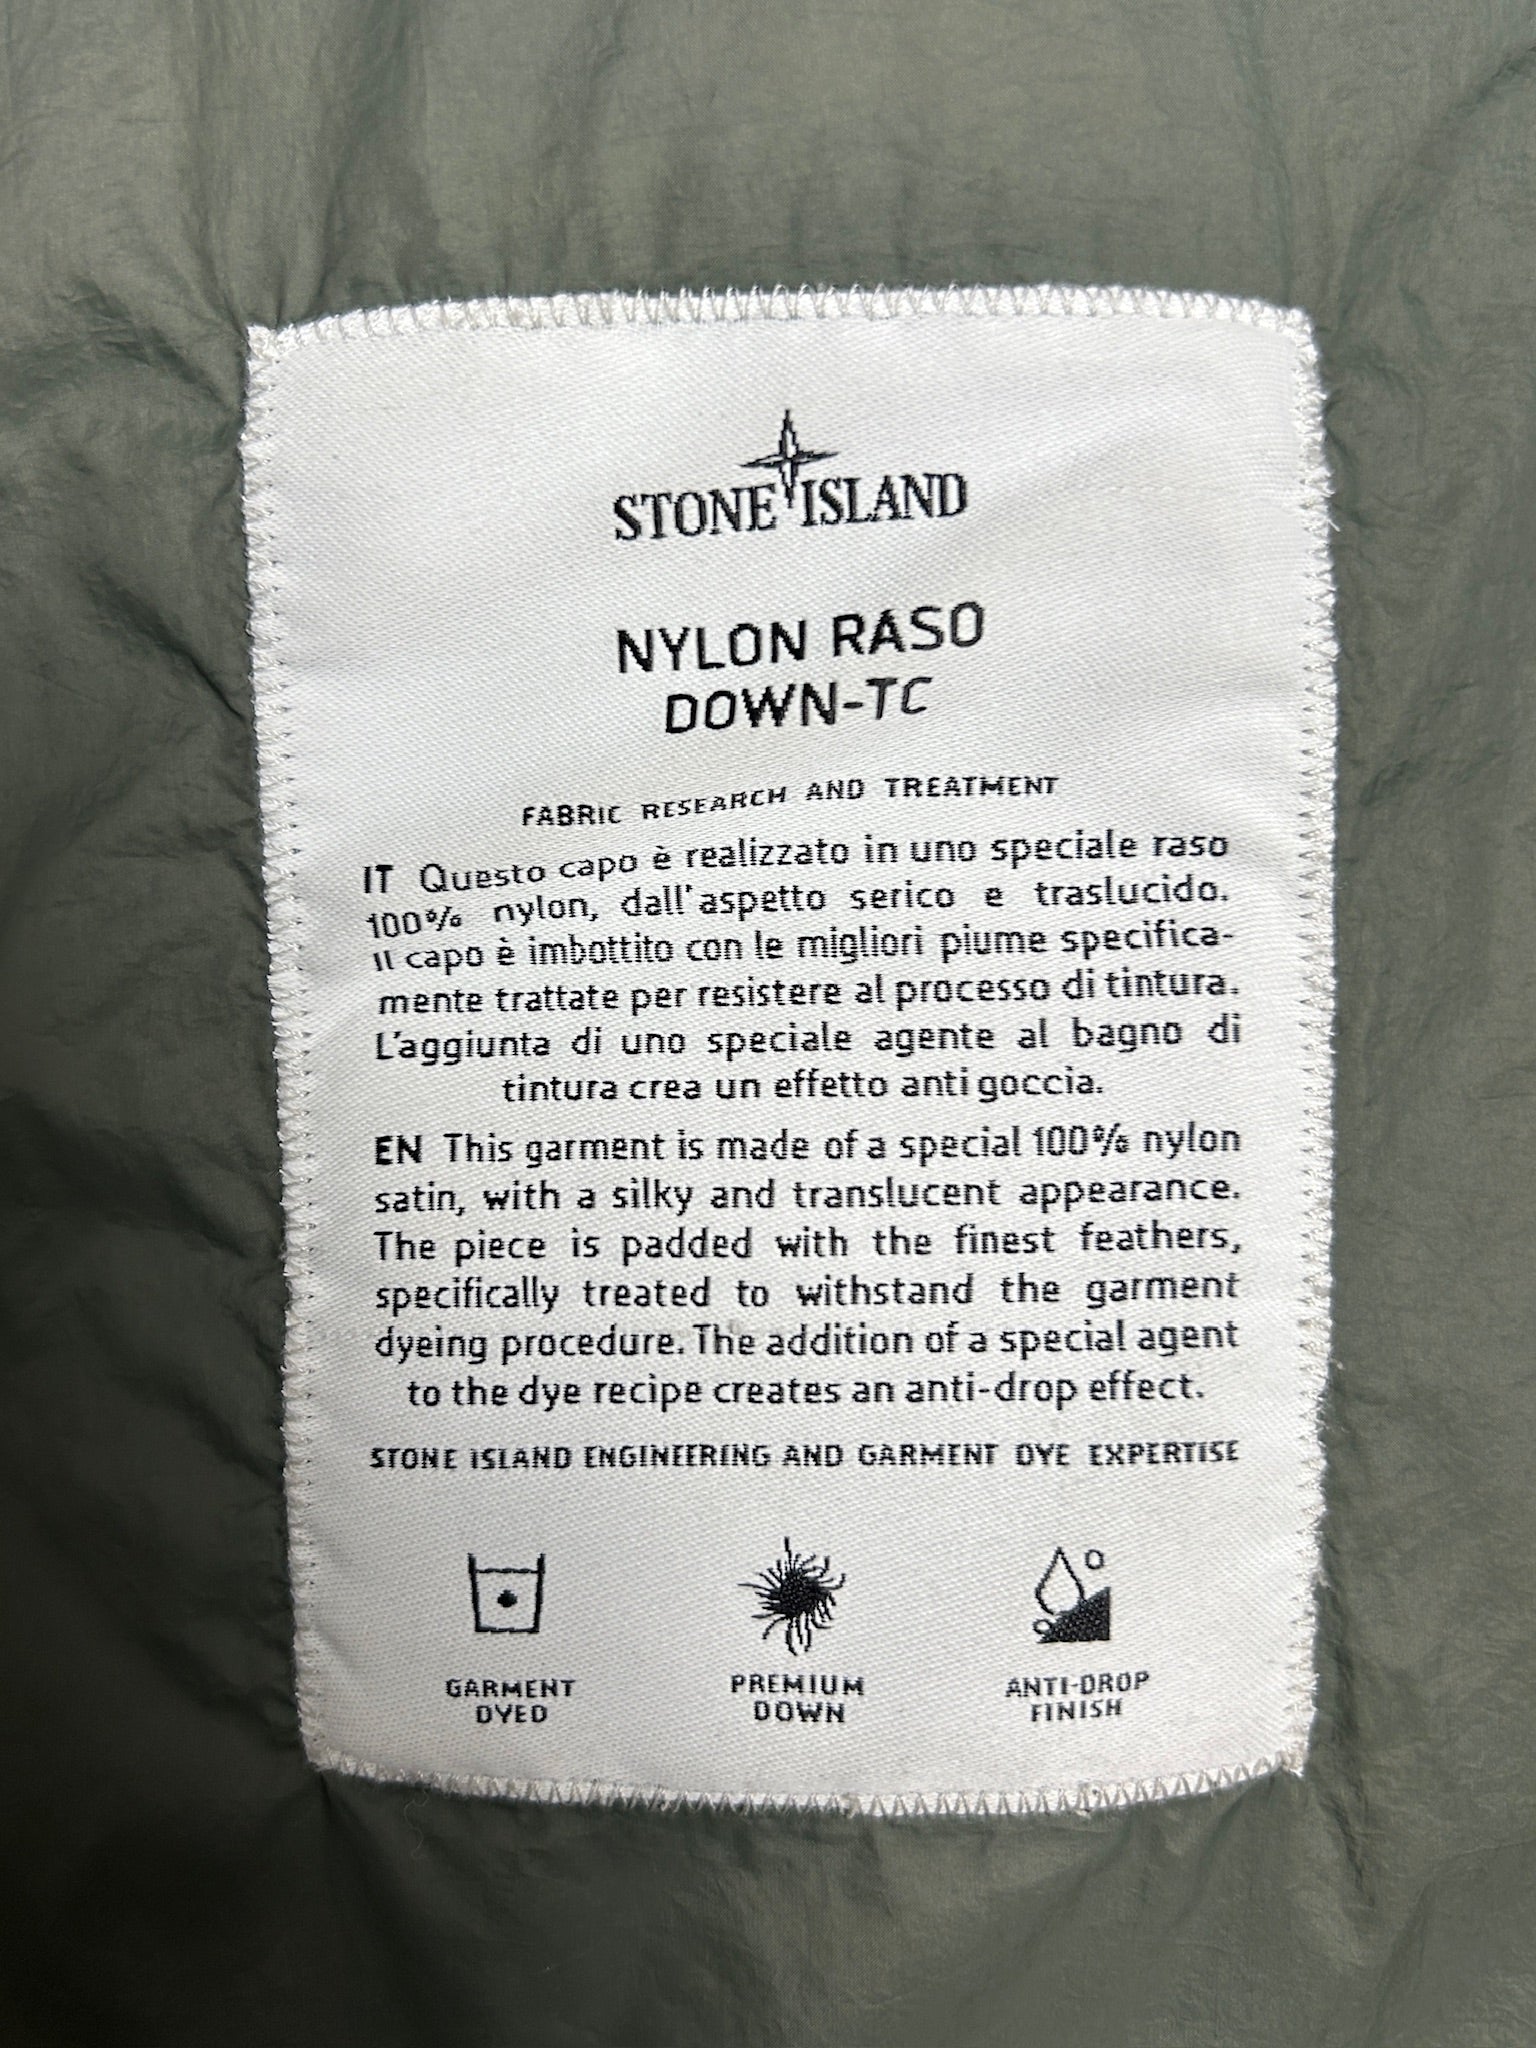 STONE ISLAND
NYLON RASO
DOWN-TC
FABRIC RESEARCH AND TREATMENT
IT Questo capo è realizzato in uno speciale raso
100% nylon, dall'aspetto serico e traslucido.
Il capo è imbottito con le migliori piume specifica-
mente trattate per resistere al processo di tintura.
L'aggiunta di uno speciale agente al bagno di
tintura crea un effetto anti goccia.
EN This garment is made of a special 100% nylon
satin, with a silky and translucent appearance.
The piece is padded with the finest feathers,
specifically treated to withstand the garment
dyeing procedure. The addition of a special agent
to the dye recipe creates an anti-drop effect.
STONE ISLAND ENGINEERING AND GARMENT DYE EXPERTISE
GARMENT
DYED
PREMIUM
DOWN
ANTI-DROP
FINISH